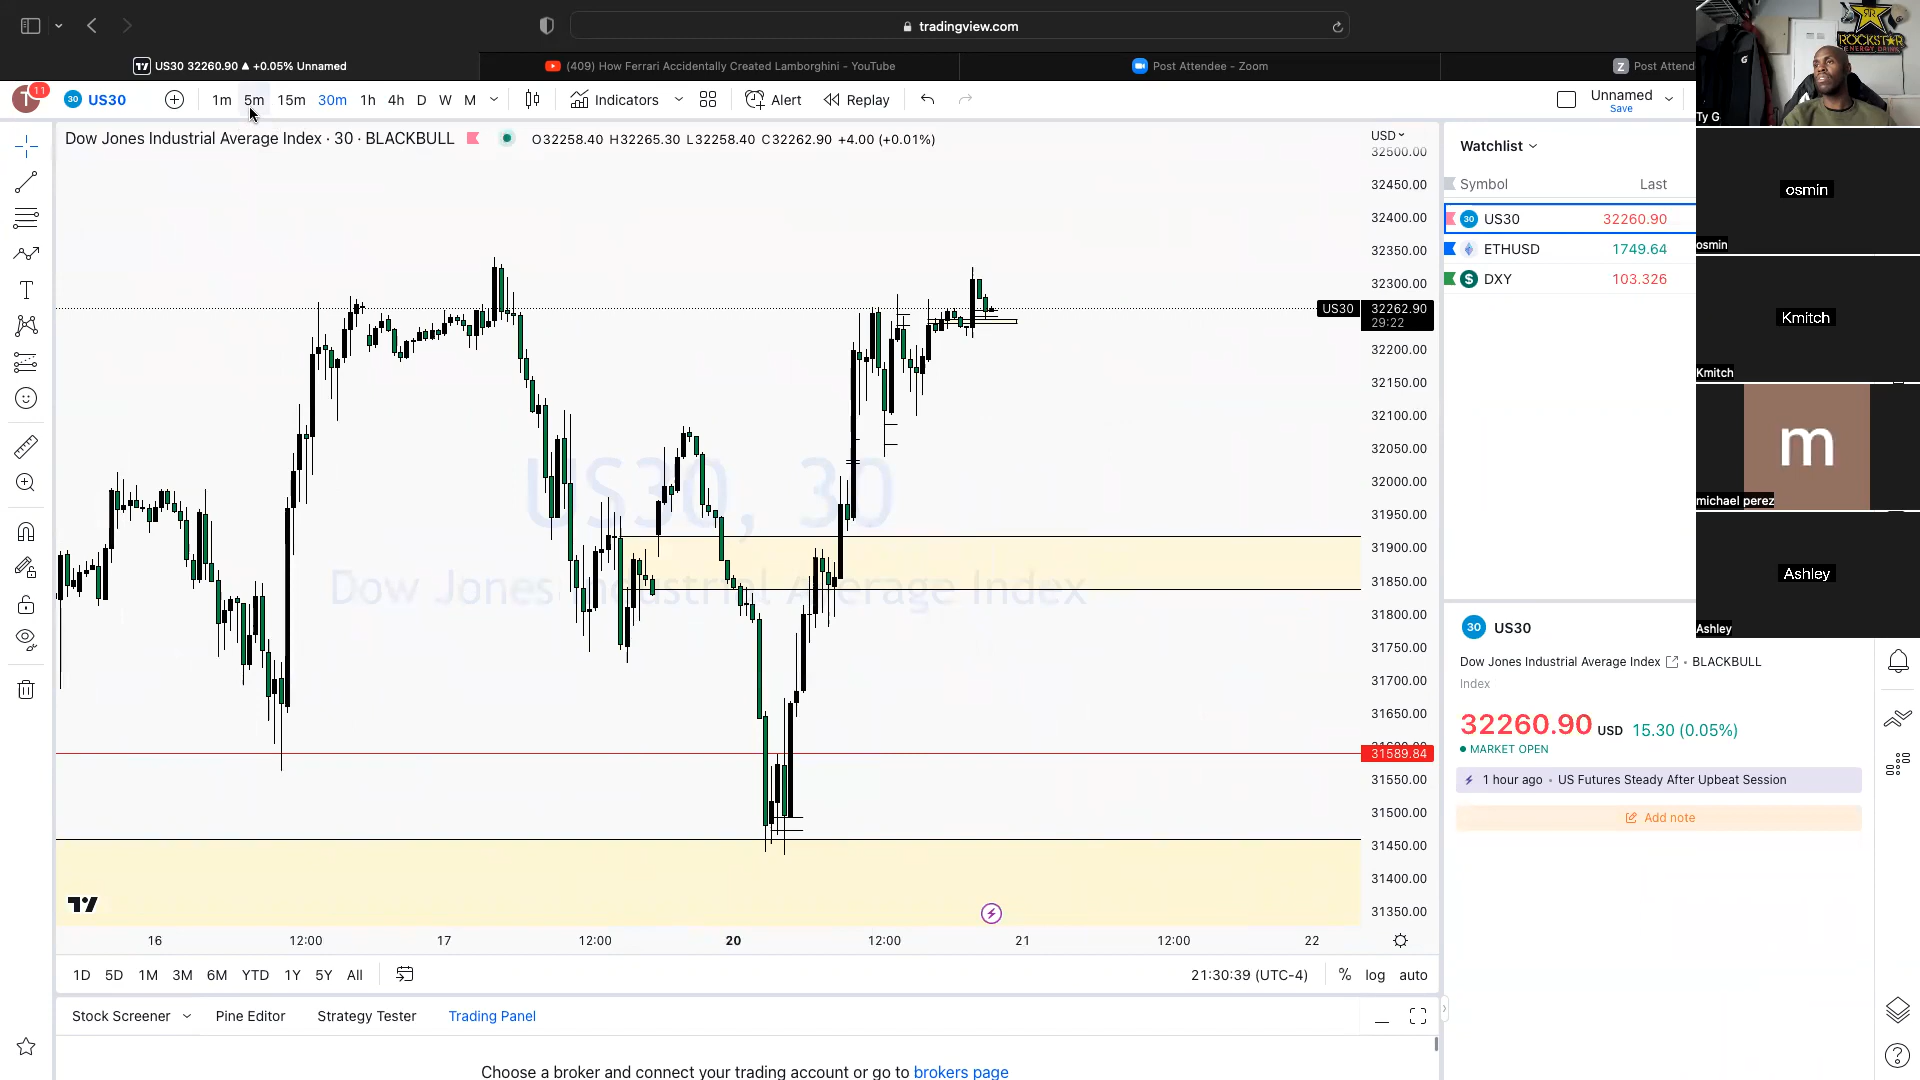 tradingview.com
US30 32260.90 ▲ +0.05% Unnamed
(409) How Ferrari Accidentally Created Lamborghini - YouTube
Post Attendee - Zoom
Post Attend
T 11
30 US30
1m 5m 15m 30m 1h 4h D W M
Indicators
Alert
Replay
Unnamed
Save
Dow Jones Industrial Average Index · 30 · BLACKBULL
O32258.40 H32265.30 L32258.40 C32262.90 +4.00 (+0.01%)
USD
32500.00
32450.00
32400.00
32350.00
32300.00
US30 32262.90
29:22
32200.00
32150.00
32100.00
32050.00
32000.00
31950.00
31900.00
31850.00
31800.00
31750.00
31700.00
31650.00
31589.84
31550.00
31500.00
31450.00
31400.00
31350.00
US30, 30
Dow Jones Industrial Average Index
16 12:00 17 12:00 20 12:00 21 12:00 22
1D 5D 1M 3M 6M YTD 1Y 5Y All
21:30:39 (UTC-4)
% log auto
Stock Screener
Pine Editor
Strategy Tester
Trading Panel
Choose a broker and connect your trading account or go to brokers page
Watchlist
Symbol Last
30 US30 32260.90
ETHUSD 1749.64
DXY 103.326
30 US30
Dow Jones Industrial Average Index • BLACKBULL
Index
32260.90 USD 15.30 (0.05%)
MARKET OPEN
1 hour ago • US Futures Steady After Upbeat Session
Add note
ROCKSTAR
ENERGY DRINK
Ty G
osmin
osmin
Kmitch
Kmitch
m
michael perez
Ashley
Ashley